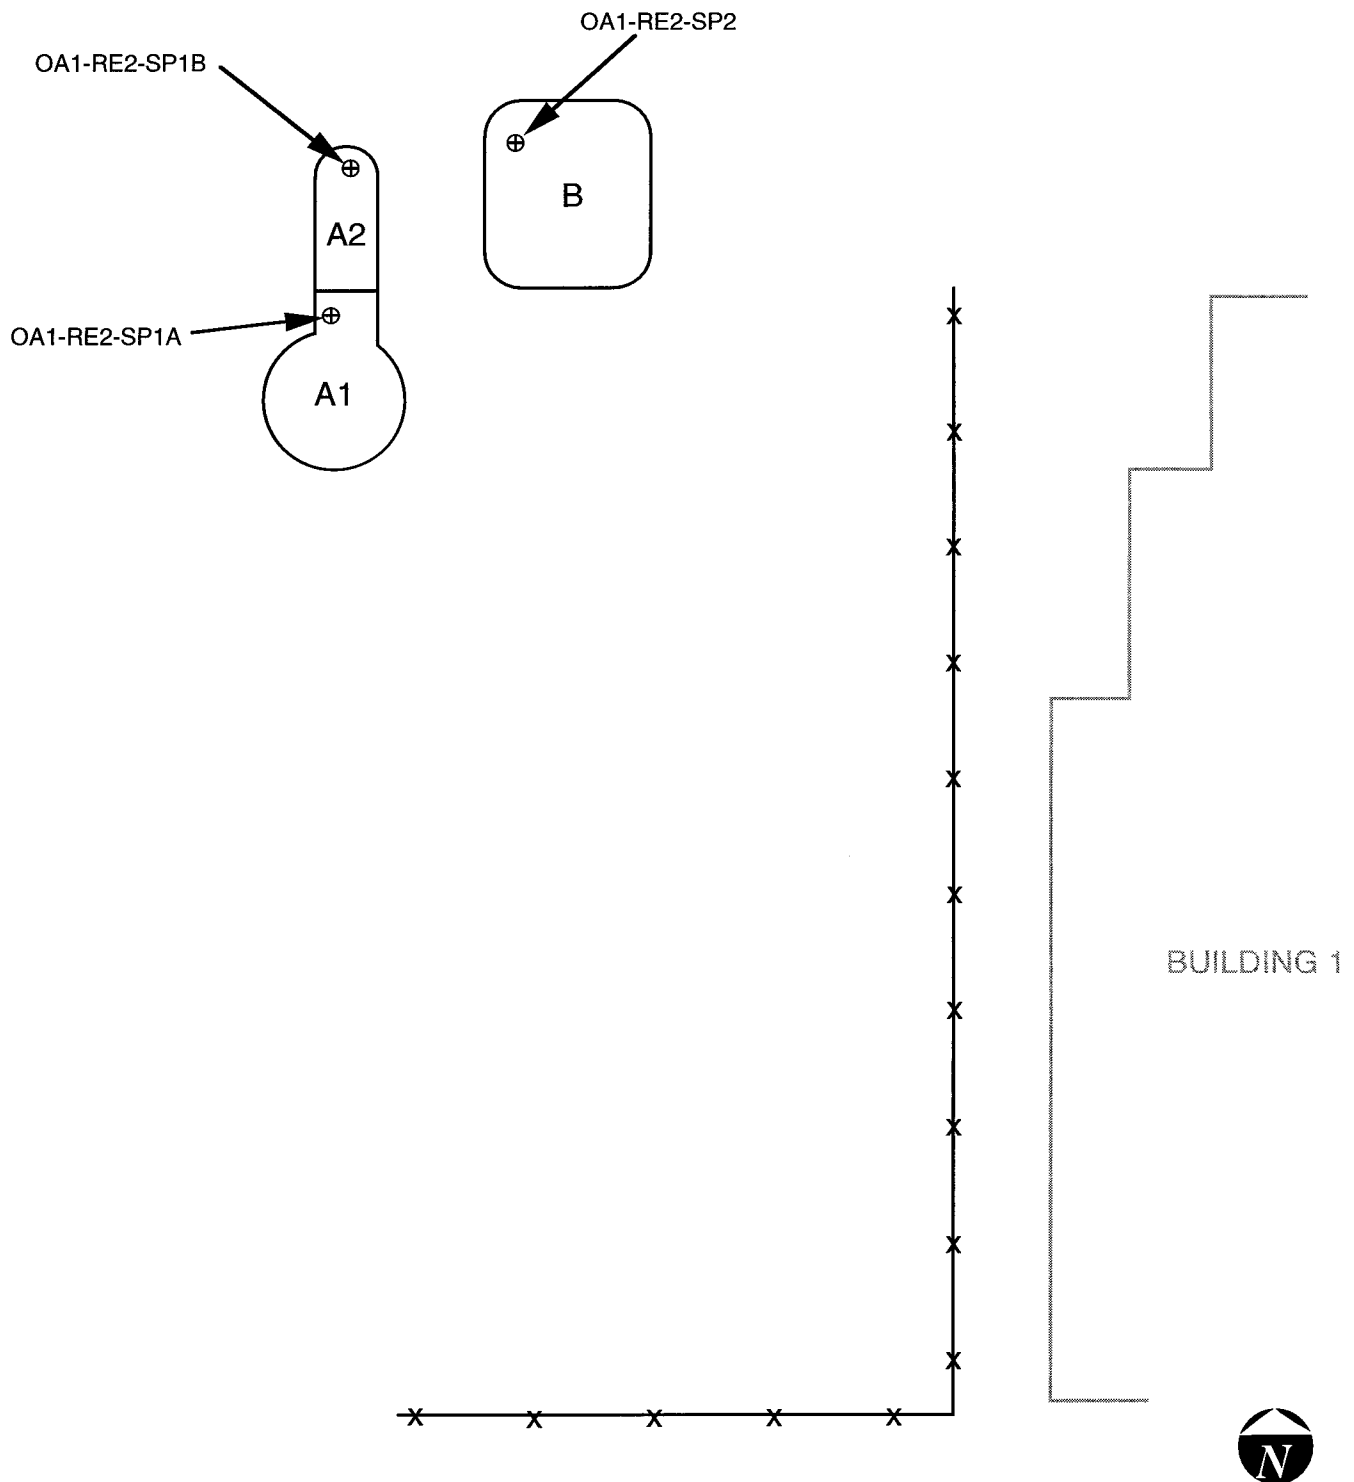 OA1-RE2-SP2
OA1-RE2-SP1B
B
A2
OA1-RE2-SP1A
A1
X
X
X
X
X
X
X
BUILDING 1
X
X
X
X
X X X X X
N